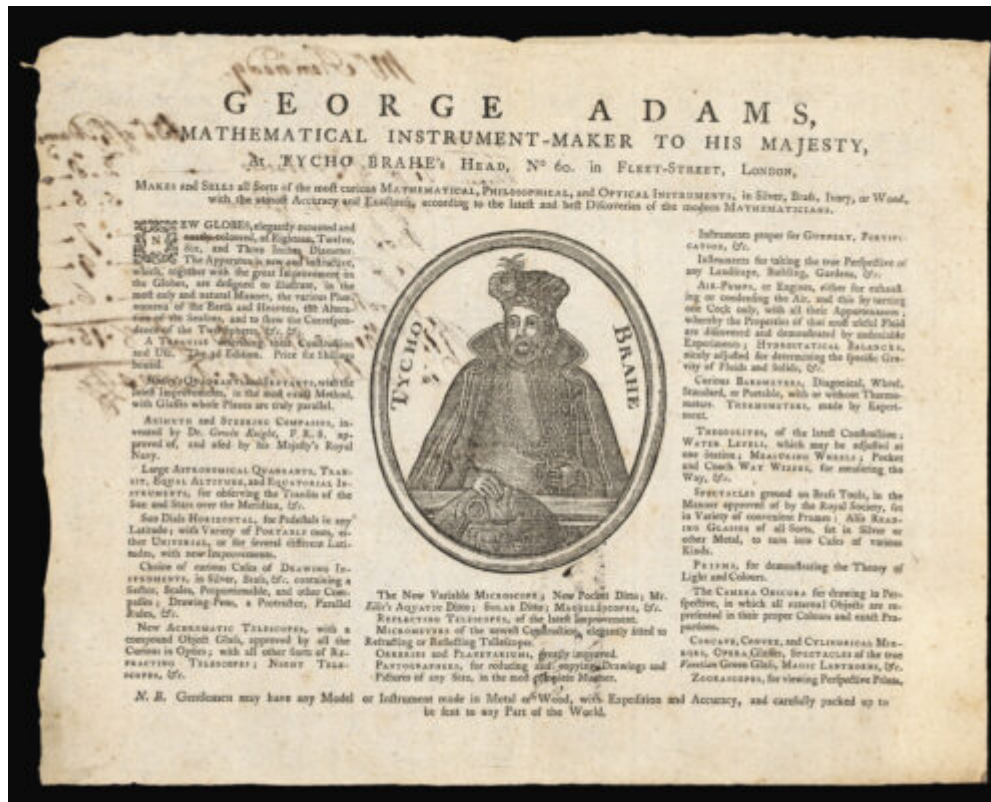 GEORGE ADAMS,
MATHEMATICAL INSTRUMENT-MAKER TO HIS MAJESTY,
At TYCHO BRAHE's HEAD, No 60. in FLEET-STREET, LONDON,
MAKES and SELLS all Sorts of the most curious MATHEMATICAL, PHILOSOPHICAL, and OPTICAL INSTRUMENTS, in Silver, Brass, Ivory, or Wood,
with the utmost Accuracy and Exactness, according to the latest and best Discoveries of the modern MATHEMATICIANS.
NEW GLOBES, elegantly mounted and
neatly coloured, of Eighteen, Twelve,
Six, and Three Inches Diameter
The Apparatus is new and instructive,
which, together with the great Improvement in
the Globes, are designed to illustrate, in the
most easy and natural Manner, the various Phæ-
nomena of the Earth and Heavens, the Altera-
tion of the Seasons, and to show the Correspon-
dence of the Two Spheres, &c. &c.
A TREATISE describing their Construction
and Use. The 3d Edition. Price six Shillings
bound.
QUADRANTS and SEXTANTS, with the
latest Improvements, in the most exact Method,
with Glasses whose Planes are truly parallel.
AZIMUTH and STEERING COMPASSES, in-
vented by Dr. Gowin Knight, F. R. S. ap-
proved of, and used by his Majesty's Royal
Navy.
Large ASTRONOMICAL QUADRANTS, TRAN-
SIT, EQUAL ALTITUDE, and EQUATORIAL IN-
STRUMENTS, for observing the Transits of the
Sun and Stars over the Meridian, &c.
Sun Dials HORIZONTAL, for Pedestals in any
Latitude; with Variety of PORTABLE ones, ei-
ther UNIVERSAL, or for several different Lati-
tudes, with new Improvements.
Choice of curious Cases of DRAWING IN-
STRUMENTS, in Silver, Brass, &c. containing a
Sector, Scales, Proportionable, and other Com-
passes; Drawing-Pens, a Protractor, Parallel
Rules, &c.
New ACHROMATIC TELESCOPES, with a
compound Object Glass, approved by all the
Curious in Optics; with all other Sorts of RE-
FRACTING TELESCOPES; NIGHT TELE-
SCOPES, &c.
TYCHO BRAHE
The New Variable MICROSCOPE; New Pocket Ditto; Mr.
Ellis's AQUATIC Ditto; SOLAR Ditto; MAGELLESCOPES, &c.
REFLECTING TELESCOPES, of the latest Improvement.
MICROMETERS of the newest Construction, elegantly fitted to
Refracting or Reflecting Telescopes.
ORRERIES and PLANETARIUMS, greatly improved.
PANTOGRAPHERS, for reducing and copying Drawings and
Pictures of any Size, in the most complete Manner.
Instruments proper for GUNNERY, FORTIFI-
CATION, &c.
Instruments for taking the true Perspective of
any Landscape, Building, Gardens, &c.
AIR-PUMPS, or Engines, either for exhaust-
ing or condensing the Air, and this by turning
one Cock only, with all their Appurtenances;
whereby the Properties of that most useful Fluid
are discovered and demonstrated by undeniable
Experiments; HYDROSTATICAL BALANCES,
nicely adjusted for determining the specific Gra-
vity of Fluids and Solids, &c.
Curious BAROMETERS, Diagonal, Wheel,
Standard, or Portable, with or without Thermo-
meters. THERMOMETERS, made by Experi-
ment.
THEODOLITES, of the latest Construction;
WATER LEVELS, which may be adjusted at
one Station; MEASURING WHEELS; Pocket
and Coach WAY WIZERS, for measuring the
Way, &c.
SPECTACLES ground on Brass Tools, in the
Manner approved of by the Royal Society, set
in Variety of convenient Frames; Also READ-
ING GLASSES of all Sorts, set in Silver or
other Metal, to turn into Cases of various
Kinds.
PRISMS, for demonstrating the Theory of
Light and Colours.
The CAMERA OBSCURA for drawing in Per-
spective, in which all external Objects are re-
presented in their proper Colours and exact Pro-
portions.
CONCAVE, CONVEX, and CYLINDRICAL MIR-
RORS, OPERA Glasses, SPECTACLES of the true
Venetian Green Glass, MAGIC LANTHORNS, &c.
ZOGRASCOPES, for viewing Perspective Prints.
N. B. Gentlemen may have any Model or Instrument made in Metal or Wood, with Expedition and Accuracy, and carefully packed up to
be sent to any Part of the World.